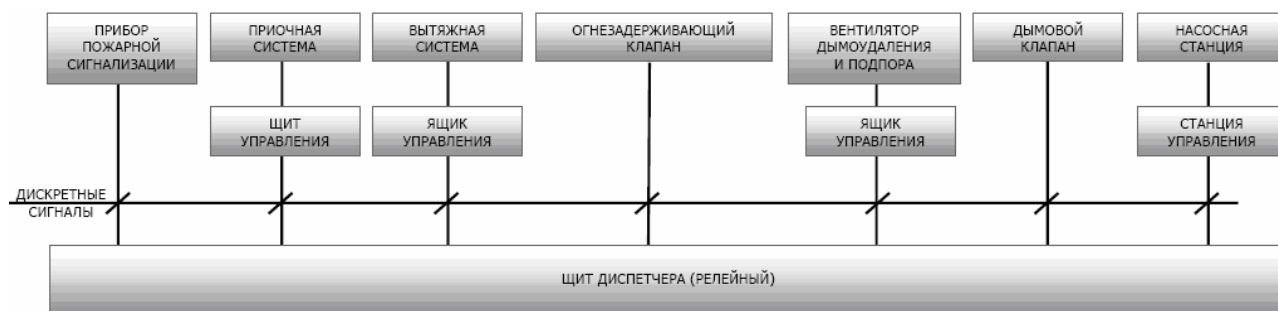 ПРИБОР
ПОЖАРНОЙ
СИГНАЛИЗАЦИИ
ПРИОЧНАЯ
СИСТЕМА
ВЫТЯЖНАЯ
СИСТЕМА
ОГНЕЗАДЕРЖИВАЮЩИЙ
КЛАПАН
ВЕНТИЛЯТОР
ДЫМОУДАЛЕНИЯ
И ПОДПОРА
ДЫМОВОЙ
КЛАПАН
НАСОСНАЯ
СТАНЦИЯ
ЩИТ
УПРАВЛЕНИЯ
ЯЩИК
УПРАВЛЕНИЯ
ЯЩИК
УПРАВЛЕНИЯ
СТАНЦИЯ
УПРАВЛЕНИЯ
ДИСКРЕТНЫЕ
СИГНАЛЫ
ЩИТ ДИСПЕТЧЕРА (РЕЛЕЙНЫЙ)